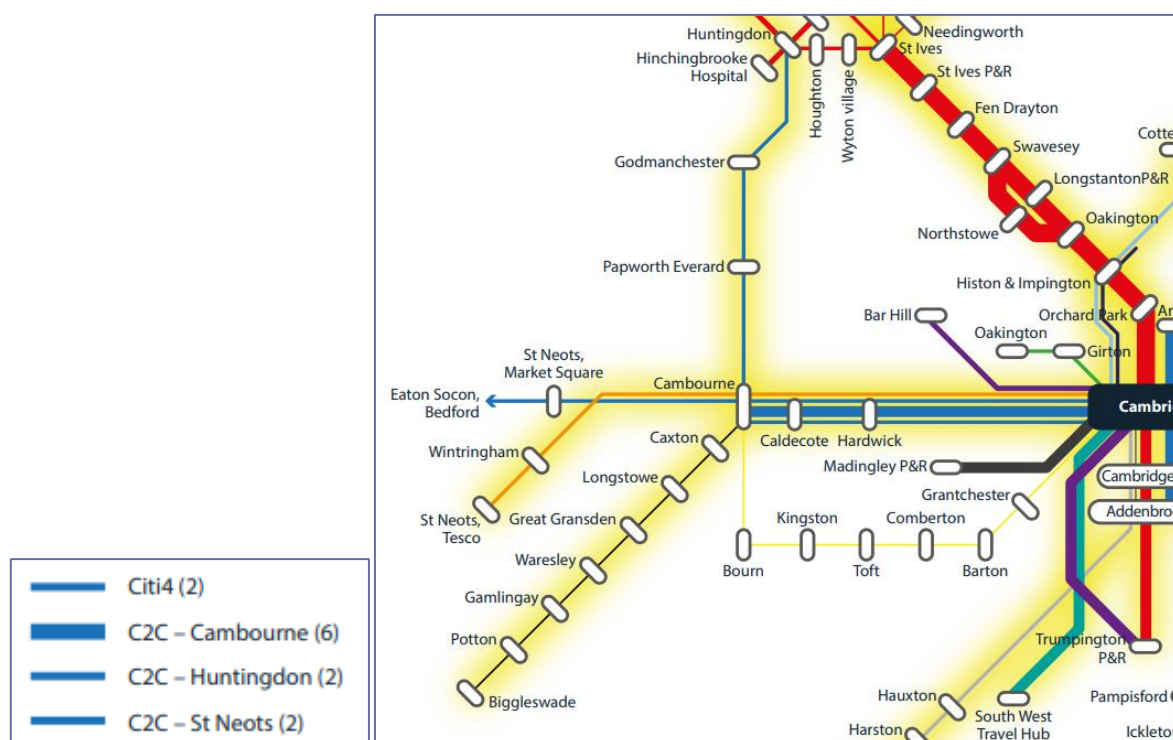 Huntingdon
Hinchingbrooke
Hospital
Houghton
Wyton village
Needingworth
St Ives
St Ives P&R
Fen Drayton
Swavesey
LongstantonP&R
Northstowe
Oakington
Histon & Impington
Orchard Park
Godmanchester
Papworth Everard
Bar Hill
Oakington
Girton
St Neots,
Market Square
Eaton Socon,
Bedford
Cambourne
Caldecote
Hardwick
Madingley P&R
Wintringham
St Neots,
Tesco
Caxton
Longstowe
Great Gransden
Waresley
Gamlingay
Potton
Biggleswade
Bourn
Kingston
Toft
Comberton
Barton
Grantchester
Cambridge
Trumpington
P&R
Hauxton
Harston
South West
Travel Hub
Pampisford
Citi4 (2)
C2C – Cambourne (6)
C2C – Huntingdon (2)
C2C – St Neots (2)